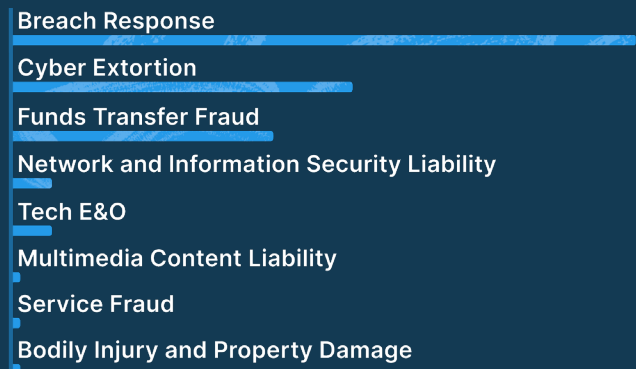 Breach Response
Cyber Extortion
Funds Transfer Fraud
Network and Information Security Liability
Tech E&O
Multimedia Content Liability
Service Fraud
Bodily Injury and Property Damage